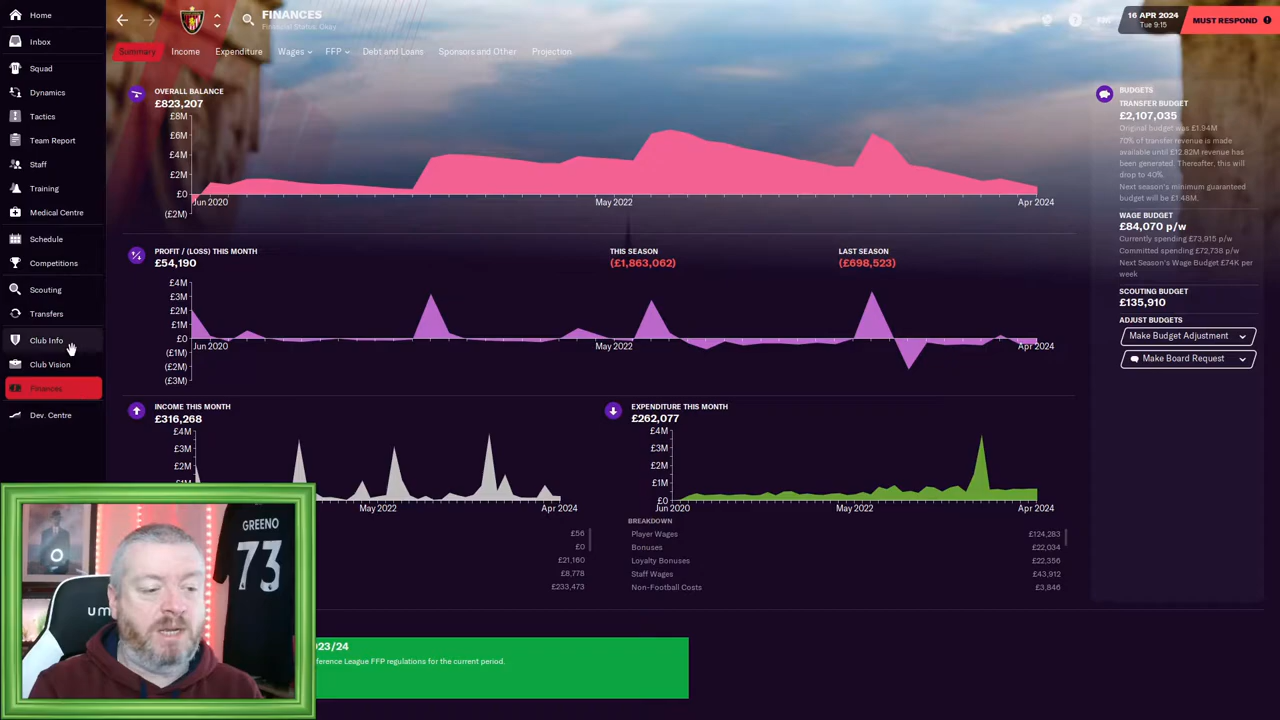 Home
Inbox
Squad
Dynamics
Tactics
Team Report
Staff
Training
Medical Centre
Schedule
Competitions
Scouting
Transfers
Club Info
Club Vision
Finances
Dev. Centre
FINANCES
Financial Status: Okay
16 APR 2024
Tue 9:15
MUST RESPOND
Summary Income Expenditure Wages FFP Debt and Loans Sponsors and Other Projection
OVERALL BALANCE
£823,207
£8M
£6M
£4M
£2M
£0
(£2M)
Jun 2020 May 2022 Apr 2024
PROFIT / (LOSS) THIS MONTH
£54,190
THIS SEASON
(£1,863,062)
LAST SEASON
(£698,523)
£4M
£3M
£2M
£1M
£0
(£1M)
(£2M)
(£3M)
Jun 2020 May 2022 Apr 2024
INCOME THIS MONTH
£316,268
£4M
£3M
£2M
£1M
May 2022 Apr 2024
£56
£0
£21,160
£8,778
£233,473
EXPENDITURE THIS MONTH
£262,077
£4M
£3M
£2M
£1M
£0
Jun 2020 May 2022 Apr 2024
BREAKDOWN
Player Wages £124,283
Bonuses £22,034
Loyalty Bonuses £22,356
Staff Wages £43,912
Non-Football Costs £3,846
BUDGETS
TRANSFER BUDGET
£2,107,035
Original budget was £1.94M
70% of transfer revenue is made
available until £12.82M revenue has
been generated. Thereafter, this will
drop to 40%.
Next season's minimum guaranteed
budget will be £1.48M.
WAGE BUDGET
£84,070 p/w
Currently spending £73,915 p/w
Committed spending £72,738 p/w
Next Season's Wage Budget £74K per
week
SCOUTING BUDGET
£135,910
ADJUST BUDGETS
Make Budget Adjustment
Make Board Request
023/24
ference League FFP regulations for the current period.
GREENO
73
um